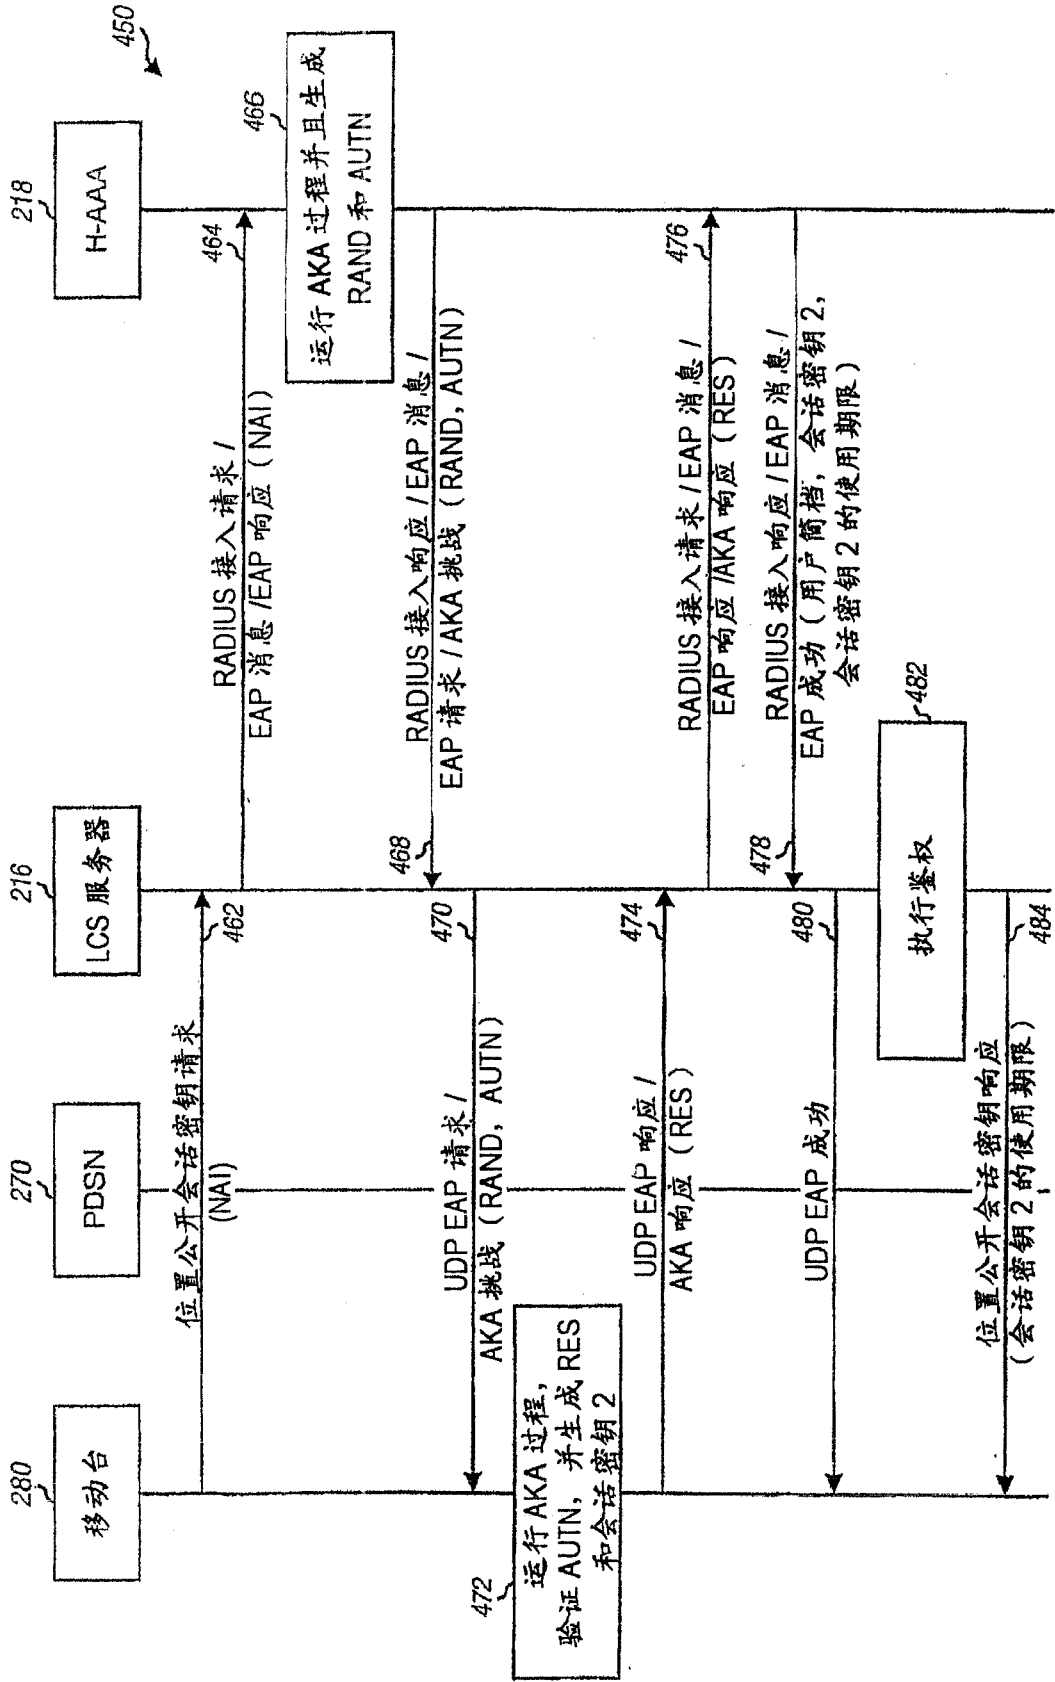 450
280
移动台
270
PDSN
216
LCS 服务器
218
H-AAA
位置公开会话密钥请求
(NAI)
462
RADIUS 接入请求 /
EAP 消息 /EAP 响应（NAI）
464
466
运行 AKA 过程并且生成
RAND 和 AUTN
RADIUS 接入响应 /EAP 消息 /
EAP 请求 /AKA 挑战（RAND, AUTN）
468
UDP EAP 请求 /
AKA 挑战（RAND, AUTN）
470
472
运行 AKA 过程,
验证 AUTN, 并生成 RES
和会话密钥2
UDP EAP 响应 /
AKA 响应（RES）
474
RADIUS 接入请求 /EAP 消息 /
EAP 响应 /AKA 响应（RES）
476
RADIUS 接入响应 /EAP 消息 /
EAP 成功（用户简档, 会话密钥2,
会话密钥2 的使用期限）
478
UDP EAP 成功
480
执行鉴权
482
位置公开会话密钥响应
（会话密钥2 的使用期限）
484